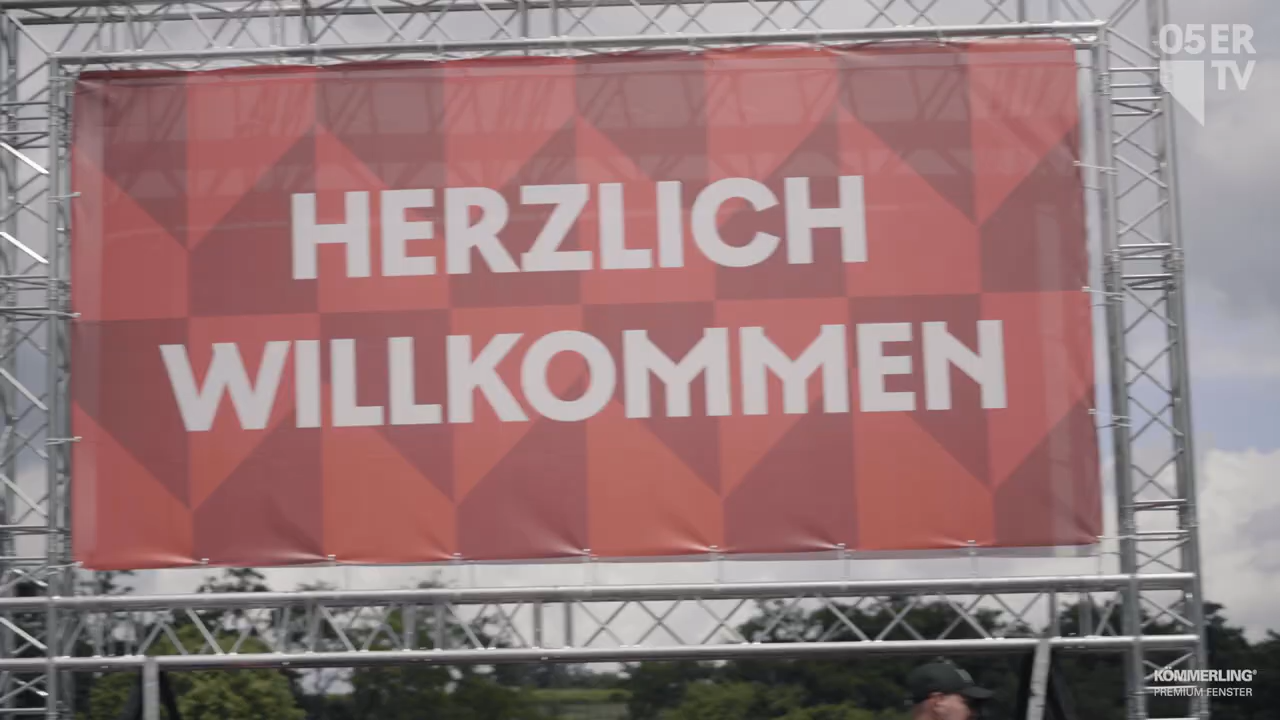 05ER
TV
HERZLICH
WILLKOMMEN
KÖMMERLING®
PREMIUM FENSTER